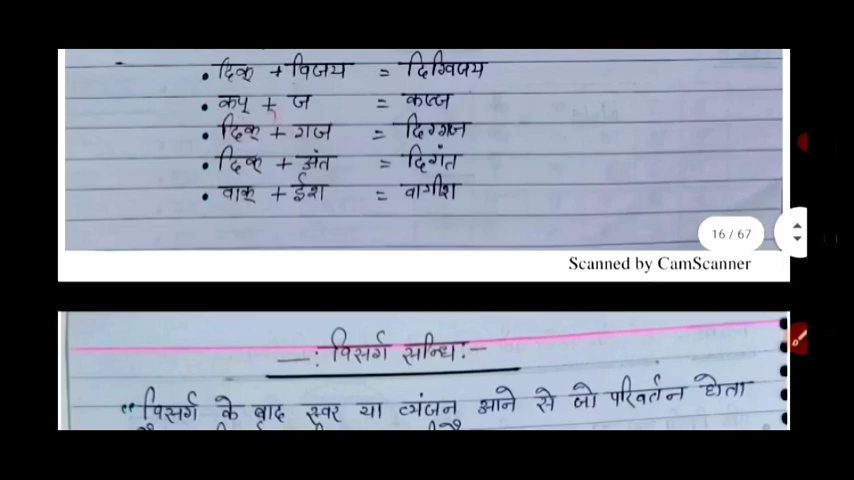 • दिक् + विजय = दिग्विजय
• कप् + ज = कब्ज
• दिक् + गज = दिग्गज
• दिक् + अंत = दिगंत
• वाक् + ईश = वागीश
16 / 67
Scanned by CamScanner
—: विसर्ग सन्धि:-
"विसर्ग के बाद स्वर या व्यंजन आने से जो परिवर्तन होता